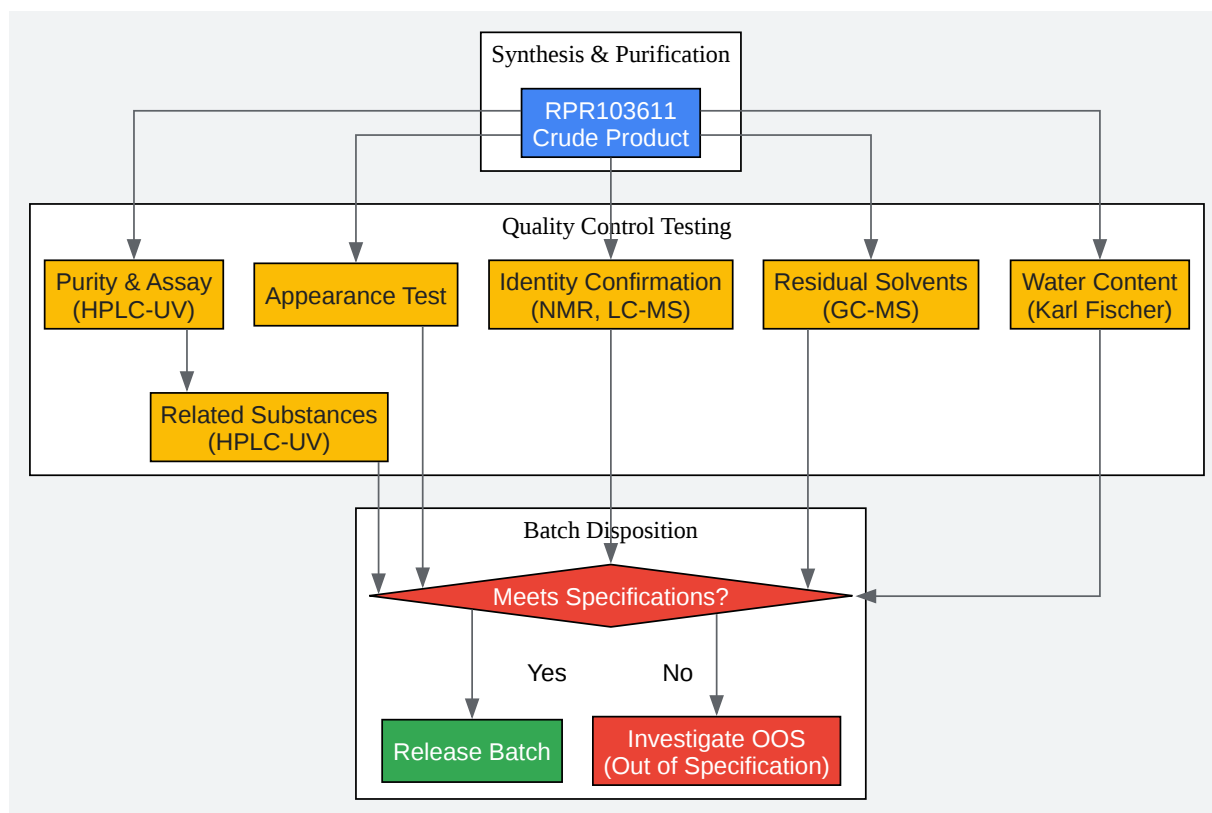 Synthesis & Purification
RPR103611
Crude Product
Quality Control Testing
Purity & Assay
(HPLC-UV)
Appearance Test
Identity Confirmation
(NMR, LC-MS)
Residual Solvents
(GC-MS)
Water Content
(Karl Fischer)
Related Substances
(HPLC-UV)
Batch Disposition
Meets Specifications?
Yes
No
Release Batch
Investigate OOS
(Out of Specification)